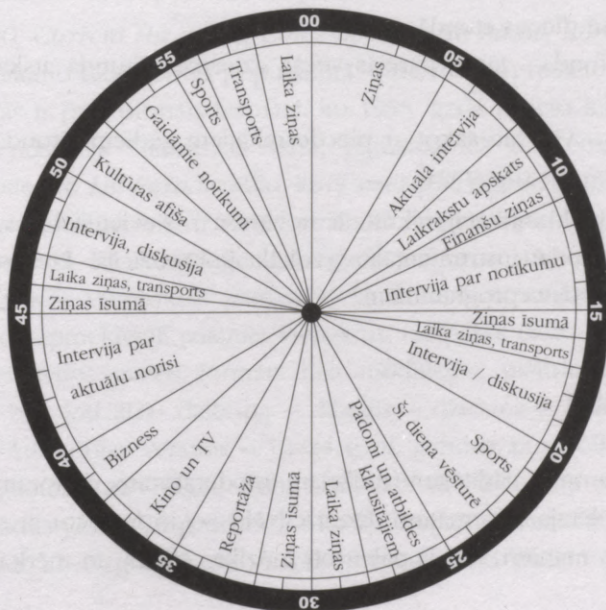 00
05
10
15
20
25
30
35
40
45
50
55
Ziņas
Aktuāla intervija
Laikrakstu apskats
Finanšu ziņas
Intervija par notikumu
Ziņas īsumā
Laika ziņas, transports
Intervija / diskusija
Sports
Šī diena vēsturē
Padomi un atbildes
klausītājiem
Laika ziņas
Ziņas īsumā
Reportāža
Kino un TV
Bizness
Intervija par
aktuālu norisi
Ziņas īsumā
Laika ziņas, transports
Intervija, diskusija
Kultūras afiša
Gaidāmie notikumi
Sports
Transports
Laika ziņas